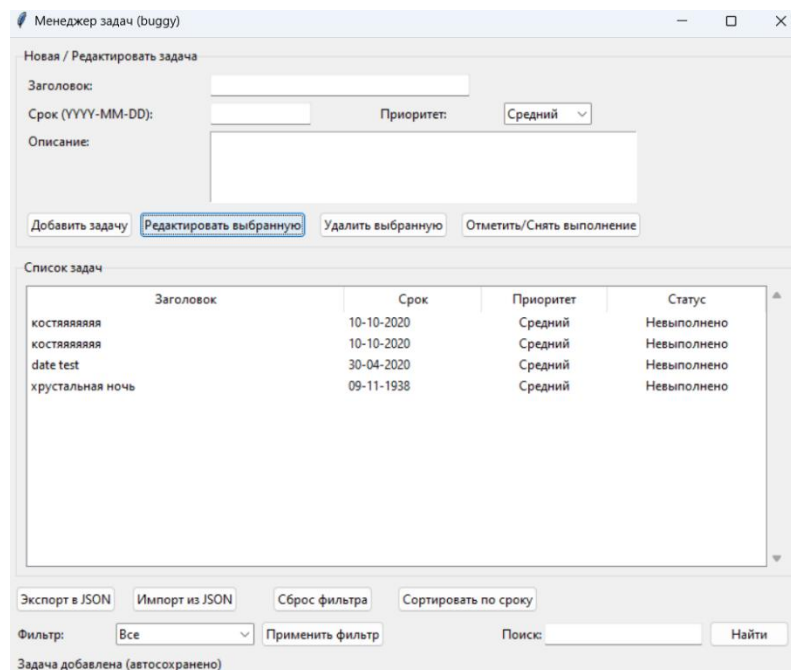 Менеджер задач (buggy)
Новая / Редактировать задача
Заголовок:
Срок (YYYY-MM-DD): Приоритет: Средний
Описание:
Добавить задачу Редактировать выбранную Удалить выбранную Отметить/Снять выполнение
Список задач
Заголовок Срок Приоритет Статус
костяяяяяяя 10-10-2020 Средний Невыполнено
костяяяяяяя 10-10-2020 Средний Невыполнено
date test 30-04-2020 Средний Невыполнено
хрустальная ночь 09-11-1938 Средний Невыполнено
Экспорт в JSON Импорт из JSON Сброс фильтра Сортировать по сроку
Фильтр: Все Применить фильтр Поиск: Найти
Задача добавлена (автосохранено)